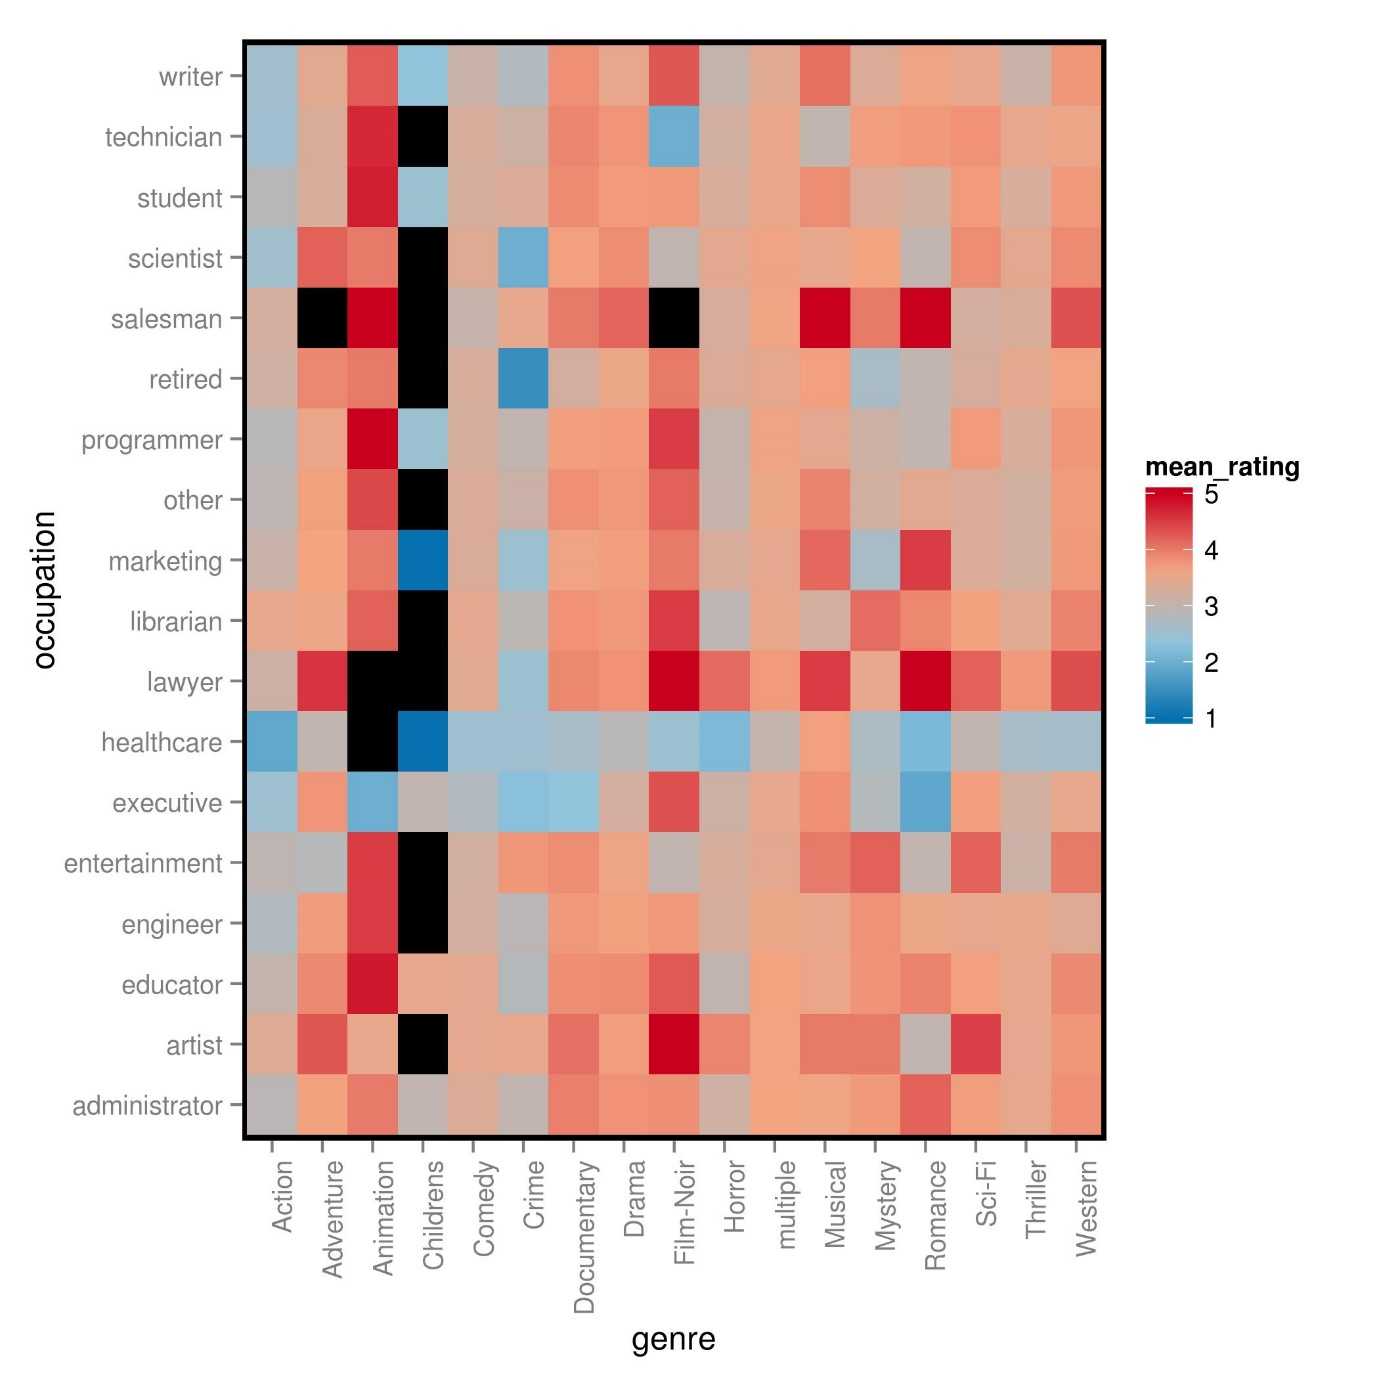 writer
technician
student
scientist
salesman
retired
programmer
other
marketing
librarian
lawyer
healthcare
executive
entertainment
engineer
educator
artist
administrator
occupation
Action
Adventure
Animation
Childrens
Comedy
Crime
Documentary
Drama
Film-Noir
Horror
multiple
Musical
Mystery
Romance
Sci-Fi
Thriller
Western
genre
mean_rating
5
4
3
2
1